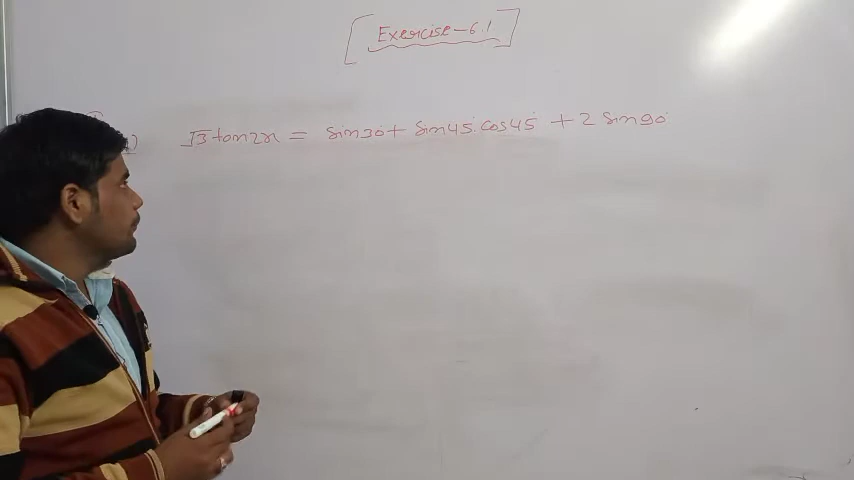 Exercise-6.1
√3 tan2x = sin30° + sin45°.cos45° + 2 sin90°